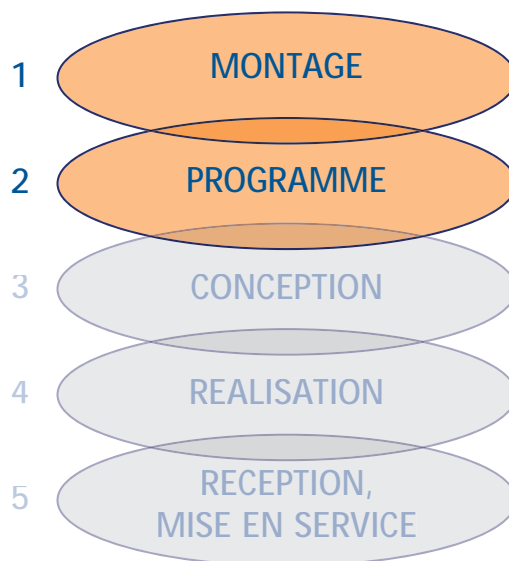 1 MONTAGE
2 PROGRAMME
3 CONCEPTION
4 REALISATION
5 RECEPTION,
MISE EN SERVICE